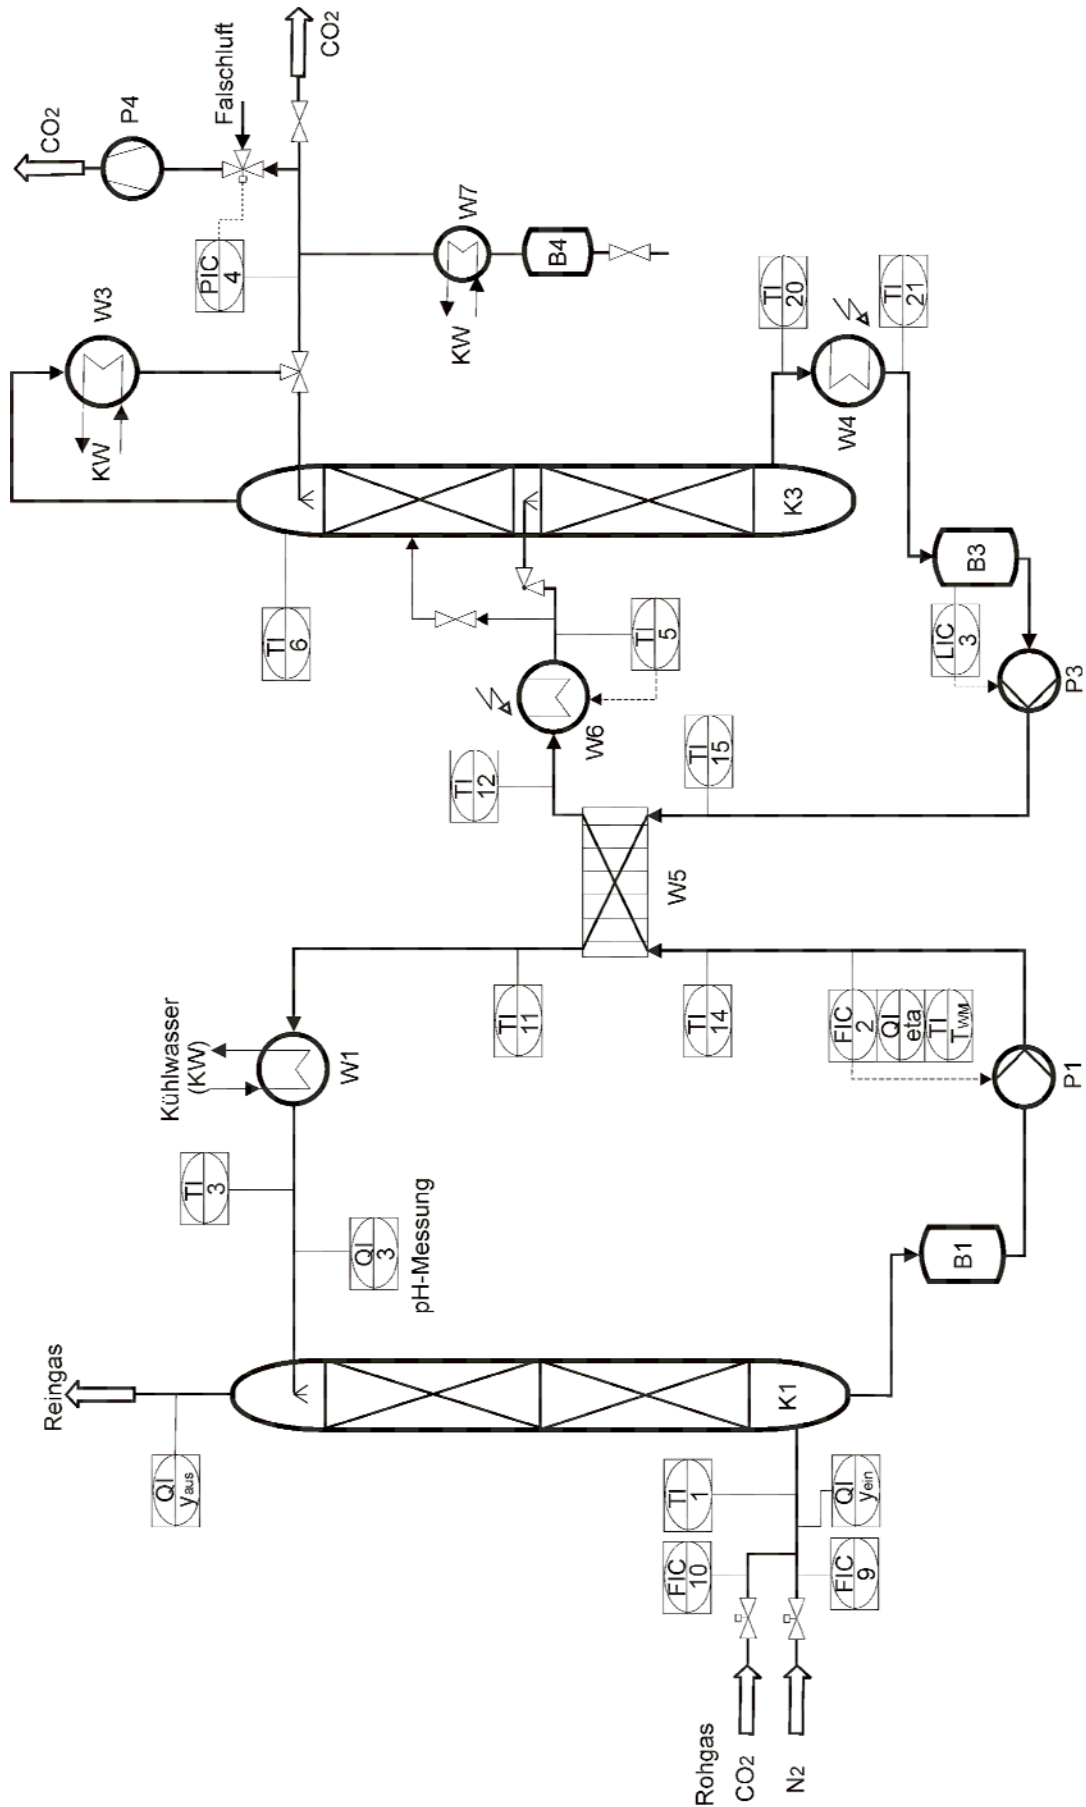 Reingas
QI
yaus
TI
3
QI
3
pH-Messung
Kühlwasser
(KW)
W1
TI
11
TI
14
W5
TI
12
TI
15
W6
TI
5
TI
6
KW
W3
PIC
4
CO2
P4
Falschluft
CO2
KW
W7
B4
TI
20
W4
TI
21
K3
B3
LIC
3
P3
FIC
2
QI
eta
TI
TWM
P1
B1
K1
TI
1
FIC
10
QI
yein
FIC
9
Rohgas
CO2
N2